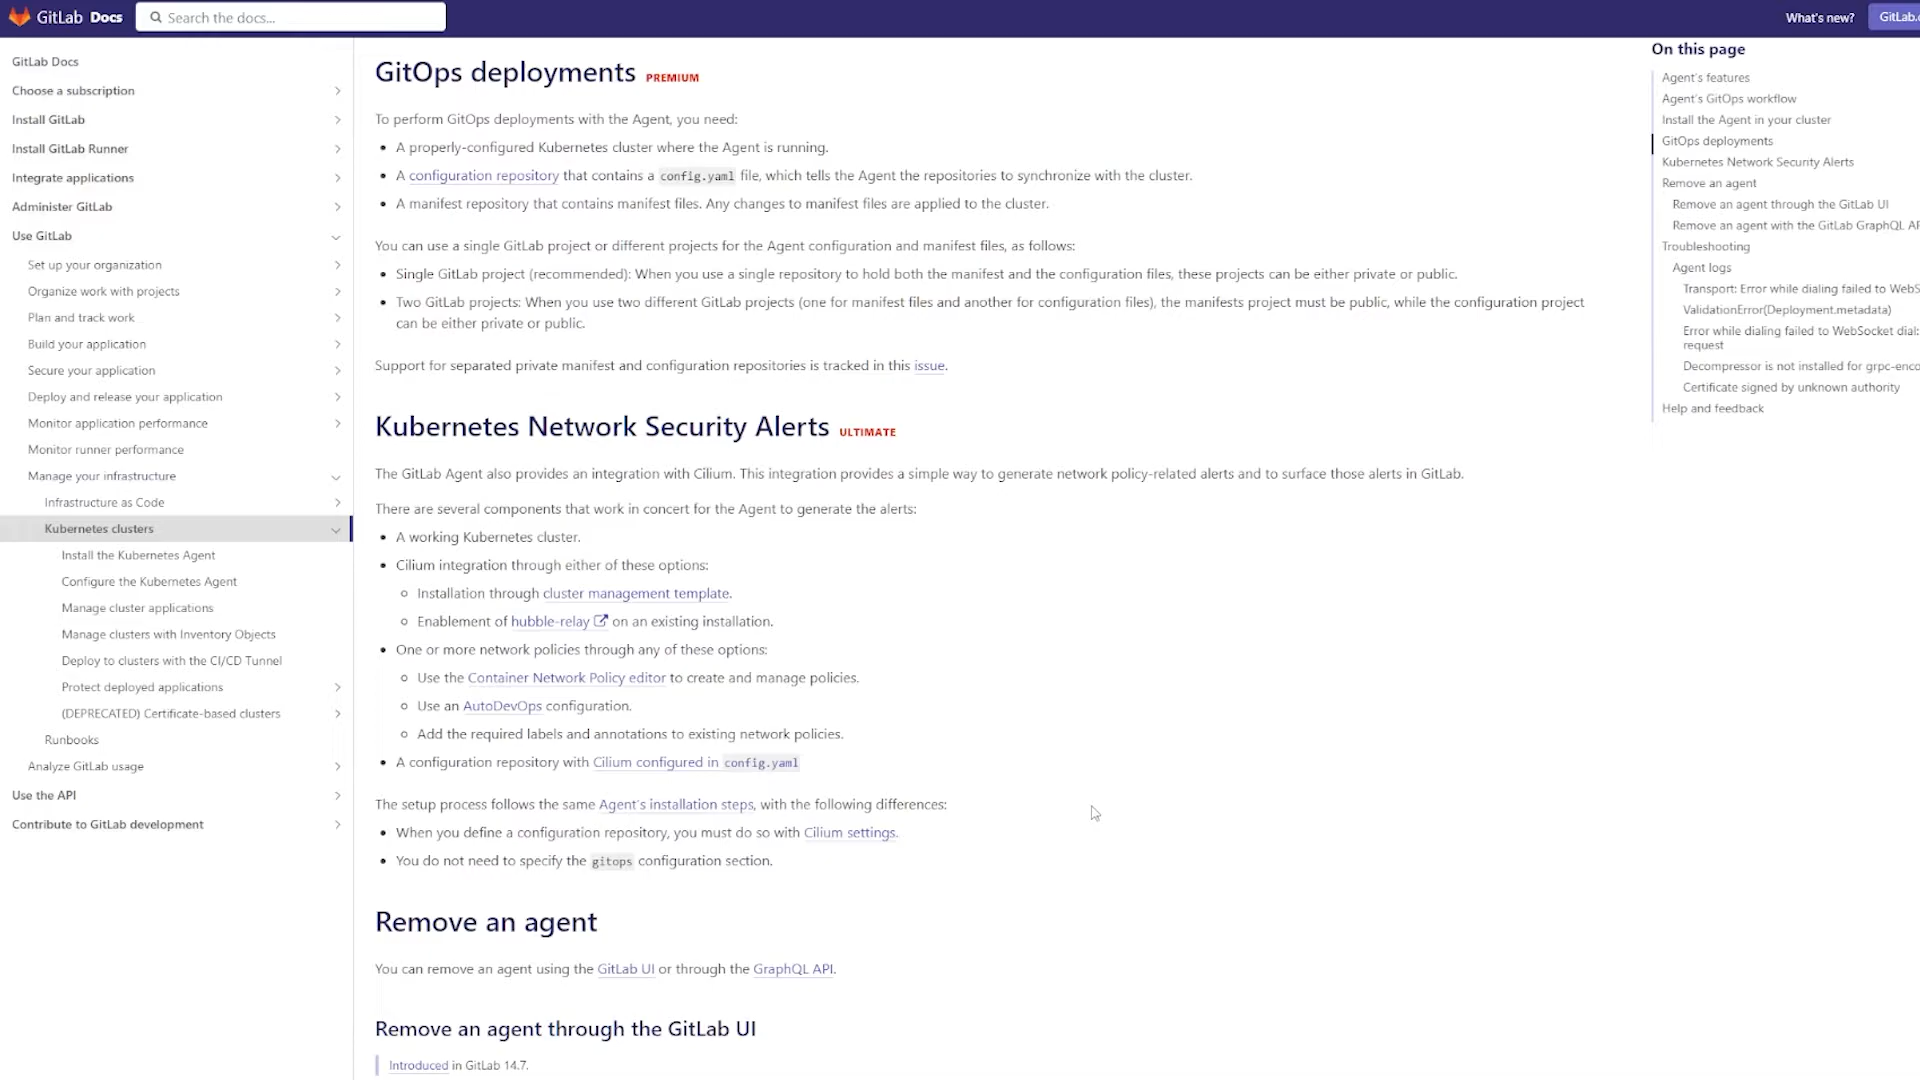 GitLab Docs
Search the docs...
What's new?
GitLab Docs
Choose a subscription
Install GitLab
Install GitLab Runner
Integrate applications
Administer GitLab
Use GitLab
Set up your organization
Organize work with projects
Plan and track work
Build your application
Secure your application
Deploy and release your application
Monitor application performance
Monitor runner performance
Manage your infrastructure
Infrastructure as Code
Kubernetes clusters
Install the Kubernetes Agent
Configure the Kubernetes Agent
Manage cluster applications
Manage clusters with Inventory Objects
Deploy to clusters with the CI/CD Tunnel
Protect deployed applications
(DEPRECATED) Certificate-based clusters
Runbooks
Analyze GitLab usage
Use the API
Contribute to GitLab development
GitOps deployments PREMIUM
To perform GitOps deployments with the Agent, you need:
A properly-configured Kubernetes cluster where the Agent is running.
A configuration repository that contains a config.yaml file, which tells the Agent the repositories to synchronize with the cluster.
A manifest repository that contains manifest files. Any changes to manifest files are applied to the cluster.
You can use a single GitLab project or different projects for the Agent configuration and manifest files, as follows:
Single GitLab project (recommended): When you use a single repository to hold both the manifest and the configuration files, these projects can be either private or public.
Two GitLab projects: When you use two different GitLab projects (one for manifest files and another for configuration files), the manifests project must be public, while the configuration project
can be either private or public.
Support for separated private manifest and configuration repositories is tracked in this issue.
Kubernetes Network Security Alerts ULTIMATE
The GitLab Agent also provides an integration with Cilium. This integration provides a simple way to generate network policy-related alerts and to surface those alerts in GitLab.
There are several components that work in concert for the Agent to generate the alerts:
A working Kubernetes cluster.
Cilium integration through either of these options:
Installation through cluster management template.
Enablement of hubble-relay on an existing installation.
One or more network policies through any of these options:
Use the Container Network Policy editor to create and manage policies.
Use an AutoDevOps configuration.
Add the required labels and annotations to existing network policies.
A configuration repository with Cilium configured in config.yaml
The setup process follows the same Agent's installation steps, with the following differences:
When you define a configuration repository, you must do so with Cilium settings.
You do not need to specify the gitops configuration section.
Remove an agent
You can remove an agent using the GitLab UI or through the GraphQL API.
Remove an agent through the GitLab UI
Introduced in GitLab 14.7.
On this page
Agent's features
Agent's GitOps workflow
Install the Agent in your cluster
GitOps deployments
Kubernetes Network Security Alerts
Remove an agent
Remove an agent through the GitLab UI
Remove an agent with the GitLab GraphQL
Troubleshooting
Agent logs
Transport: Error while dialing failed to
ValidationError(Deployment.metadata)
Error while dialing failed to WebSocket
request
Decompressor is not installed for
Certificate signed by unknown authority
Help and feedback